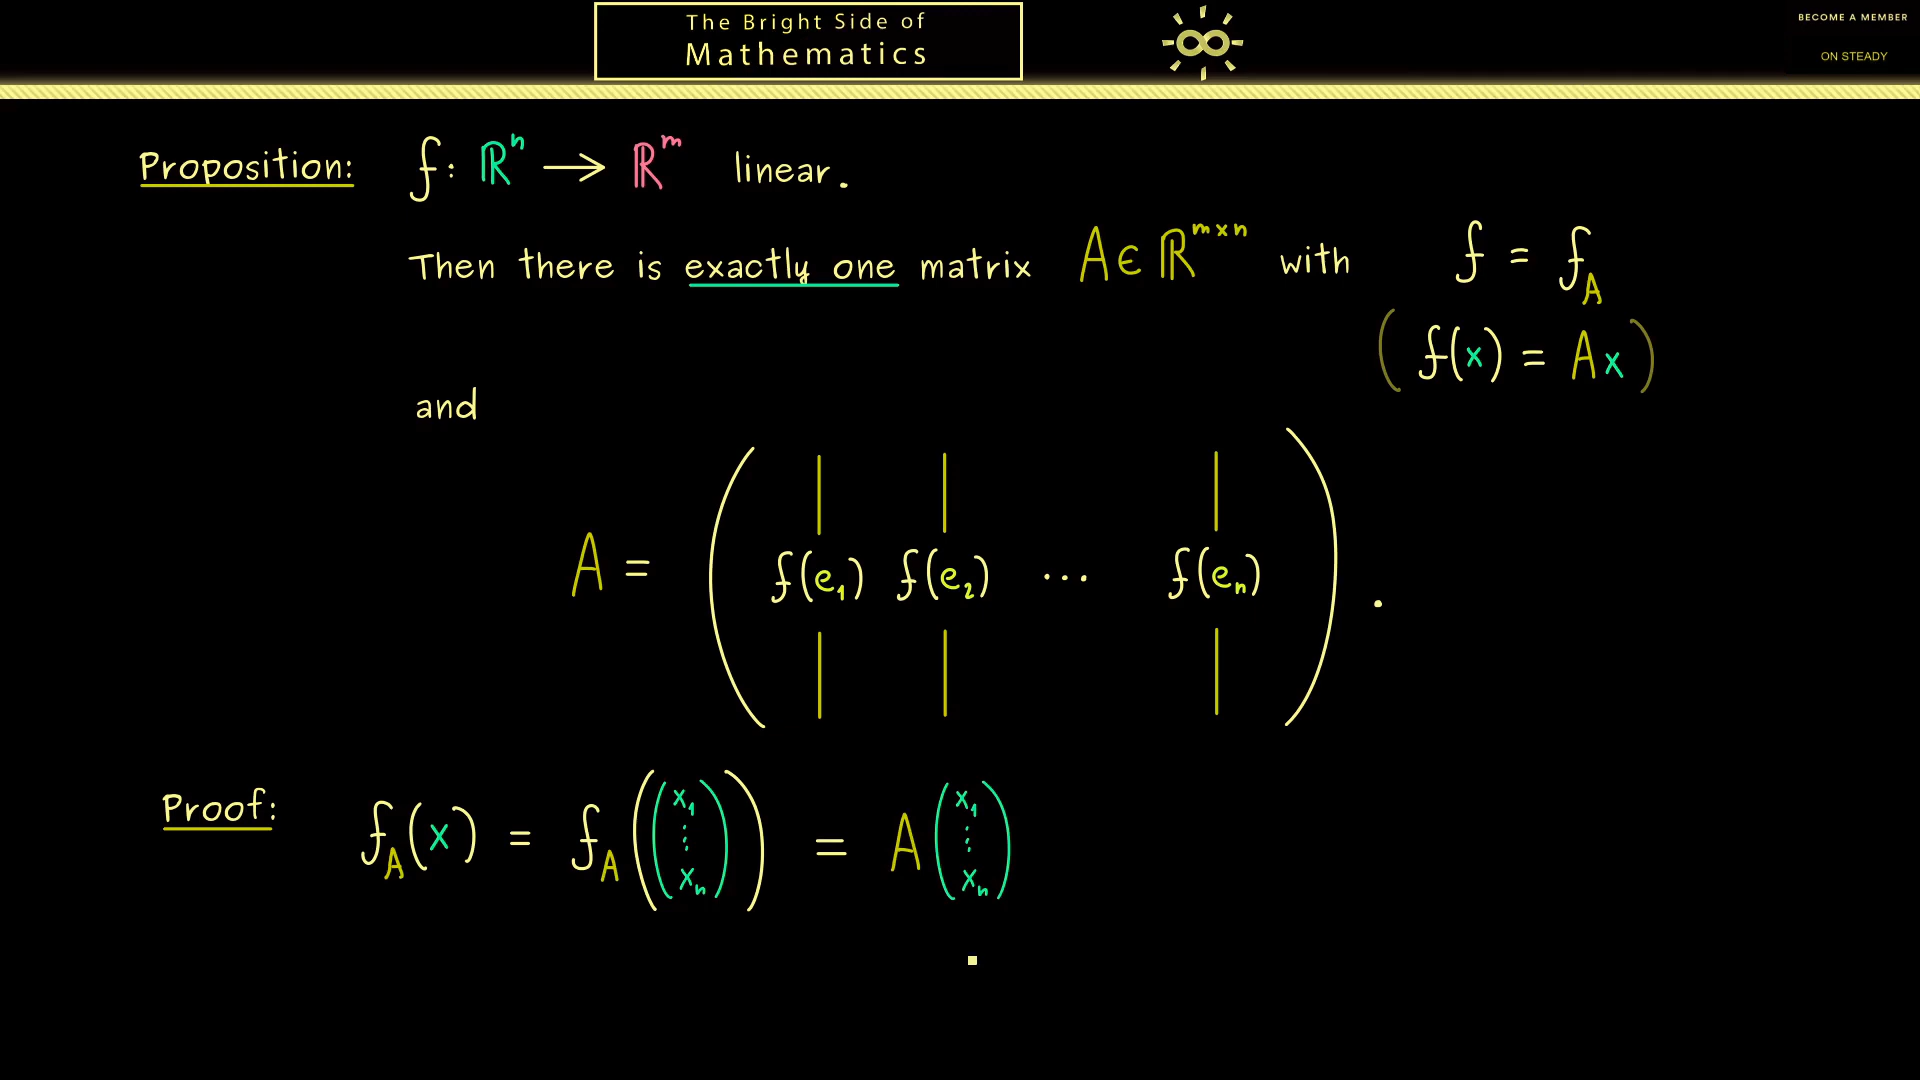 The Bright Side of
Mathematics
BECOME A MEMBER
ON STEADY
Proposition: f: ℝⁿ → ℝᵐ linear.
Then there is exactly one matrix A ∈ ℝ^{m×n} with f = f_A
( f(x) = Ax )
and
A = ( f(e₁) f(e₂) ... f(eₙ) ) .
Proof: f_A(x) = f_A((x₁ ⋮ xₙ)) = A(x₁ ⋮ xₙ)